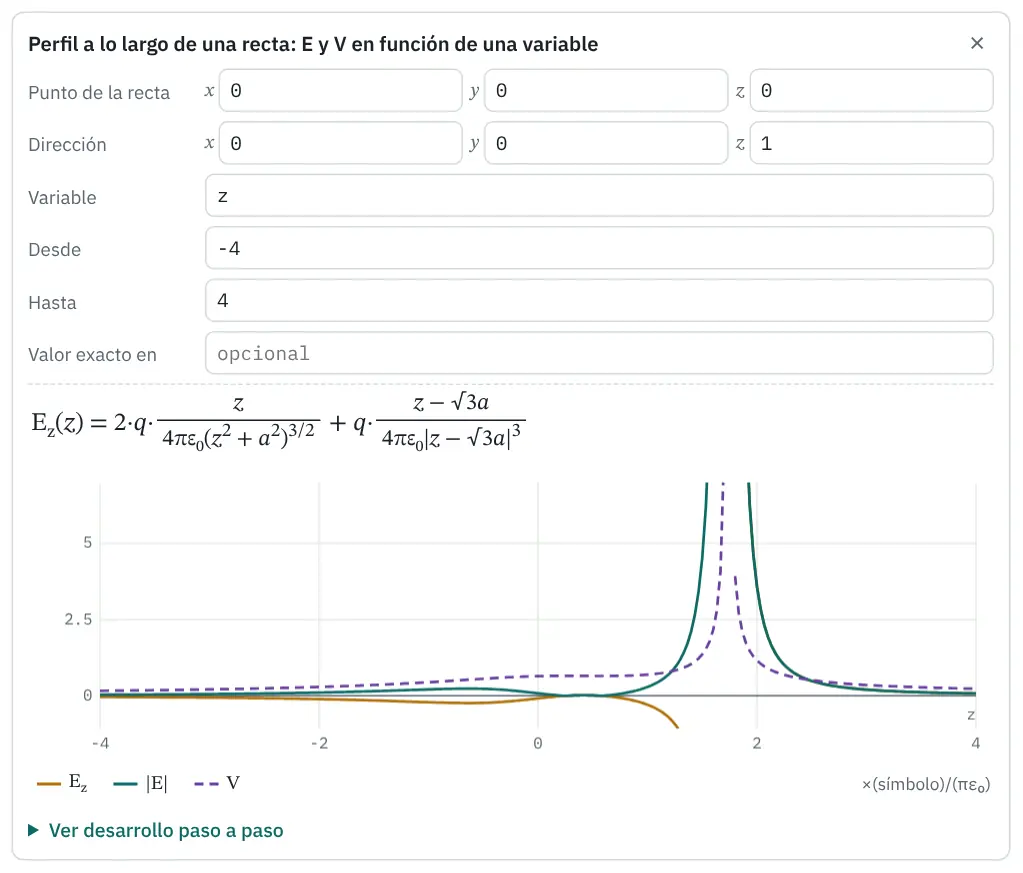 Perfil a lo largo de una recta: E y V en función de una variable ×
Punto de la recta x 0 y 0 z 0
Dirección x 0 y 0 z 1
Variable z
Desde -4
Hasta 4
Valor exacto en opcional
E_z(z) = 2·q· z / 4πε₀(z² + a²)^3/2 + q· z − √3a / 4πε₀|z − √3a|³
5
2.5
0
z
-4 -2 0 2 4
E_z |E| V ×(símbolo)/(πε₀)
▶ Ver desarrollo paso a paso